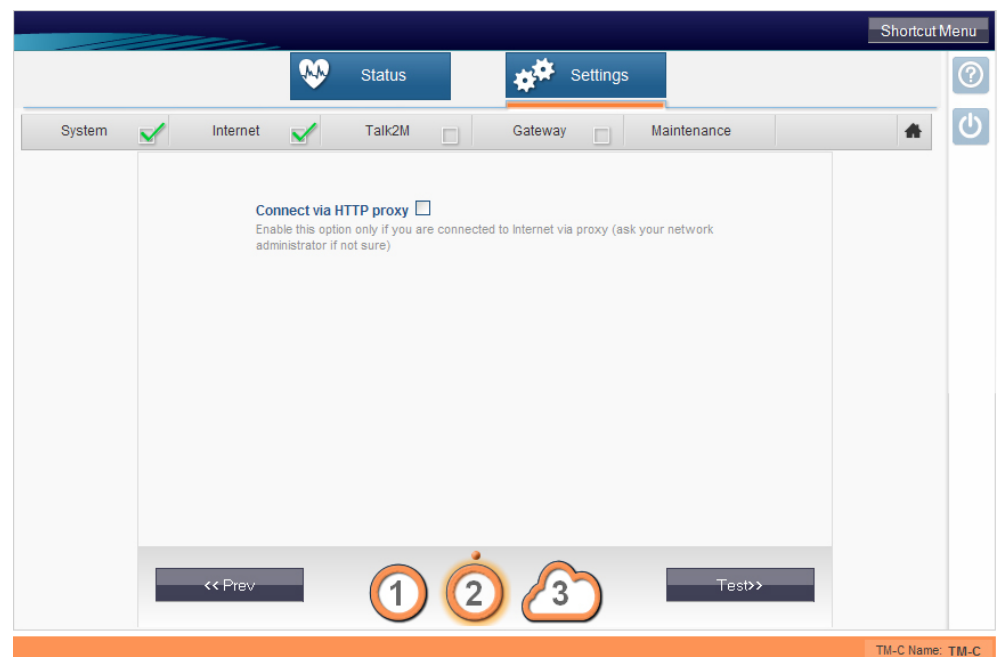 Shortcut Menu
Status
Settings
System
Internet
Talk2M
Gateway
Maintenance
Connect via HTTP proxy
Enable this option only if you are connected to Internet via proxy (ask your network
administrator if not sure)
<< Prev
1
2
3
Test>>
TM-C Name: TM-C